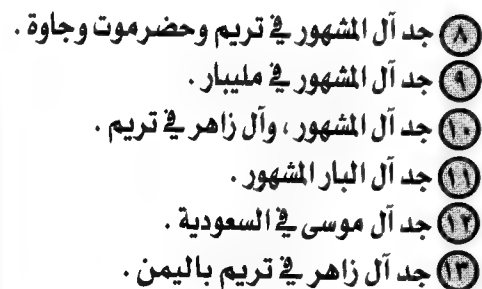 ٨ جد آل المشهور في تريم وحضرموت وجاوة .
٩ جد آل المشهور في مليبار .
١٠ جد آل المشهور ، وآل زاهر في تريم .
١١ جد آل البار المشهور .
١٢ جد آل موسى في السعودية .
١٣ جد آل زاهر في تريم باليمن .